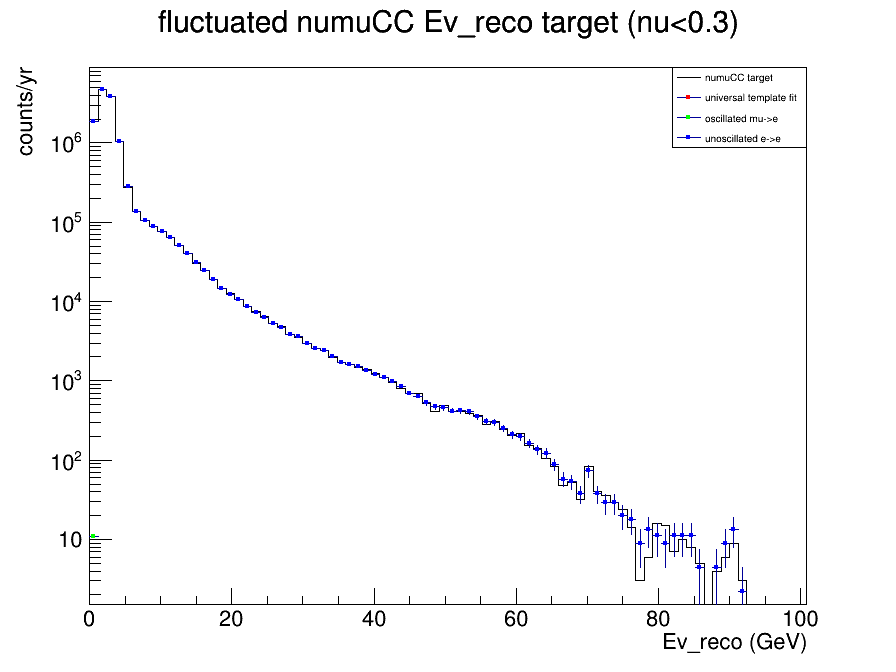 fluctuated numuCC Ev_reco target (nu<0.3)
counts/yr
numuCC target
universal template fit
oscillated mu->e
unoscillated e->e
10^6
10^5
10^4
10^3
10^2
10
0 20 40 60 80 100
Ev_reco (GeV)